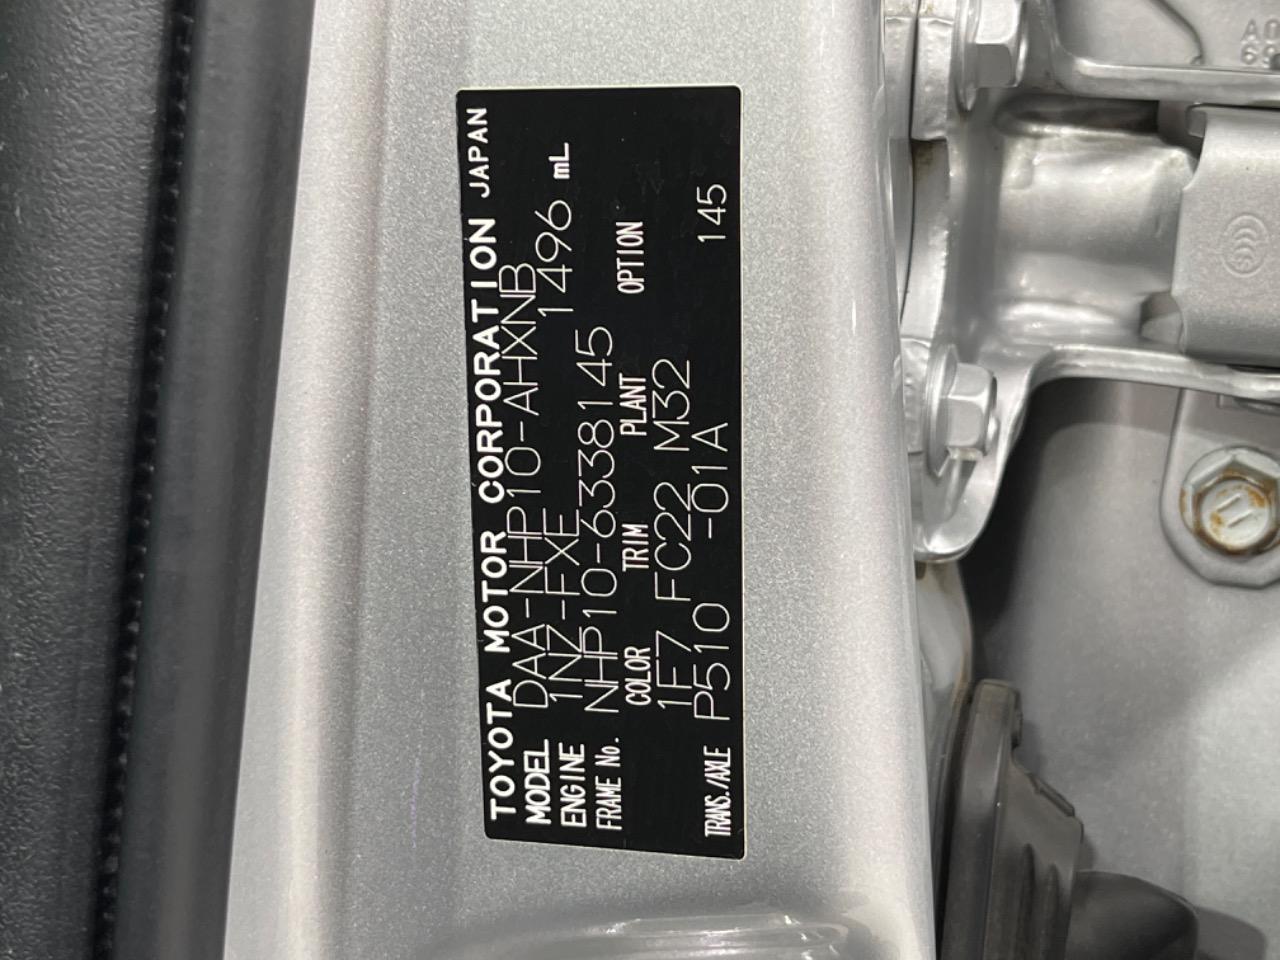 TOYOTA MOTOR CORPORATION JAPAN
MODEL DAA-NHP10-AHXNB
ENGINE 1NZ-FXE 1496 mL
FRAME No. NHP10-6338145
COLOR TRIM PLANT OPTION
1F7 FC22 M32
TRANS./AXLE P510 -01A 145